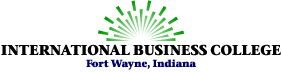 INTERNATIONAL BUSINESS COLLEGE
Fort Wayne, Indiana